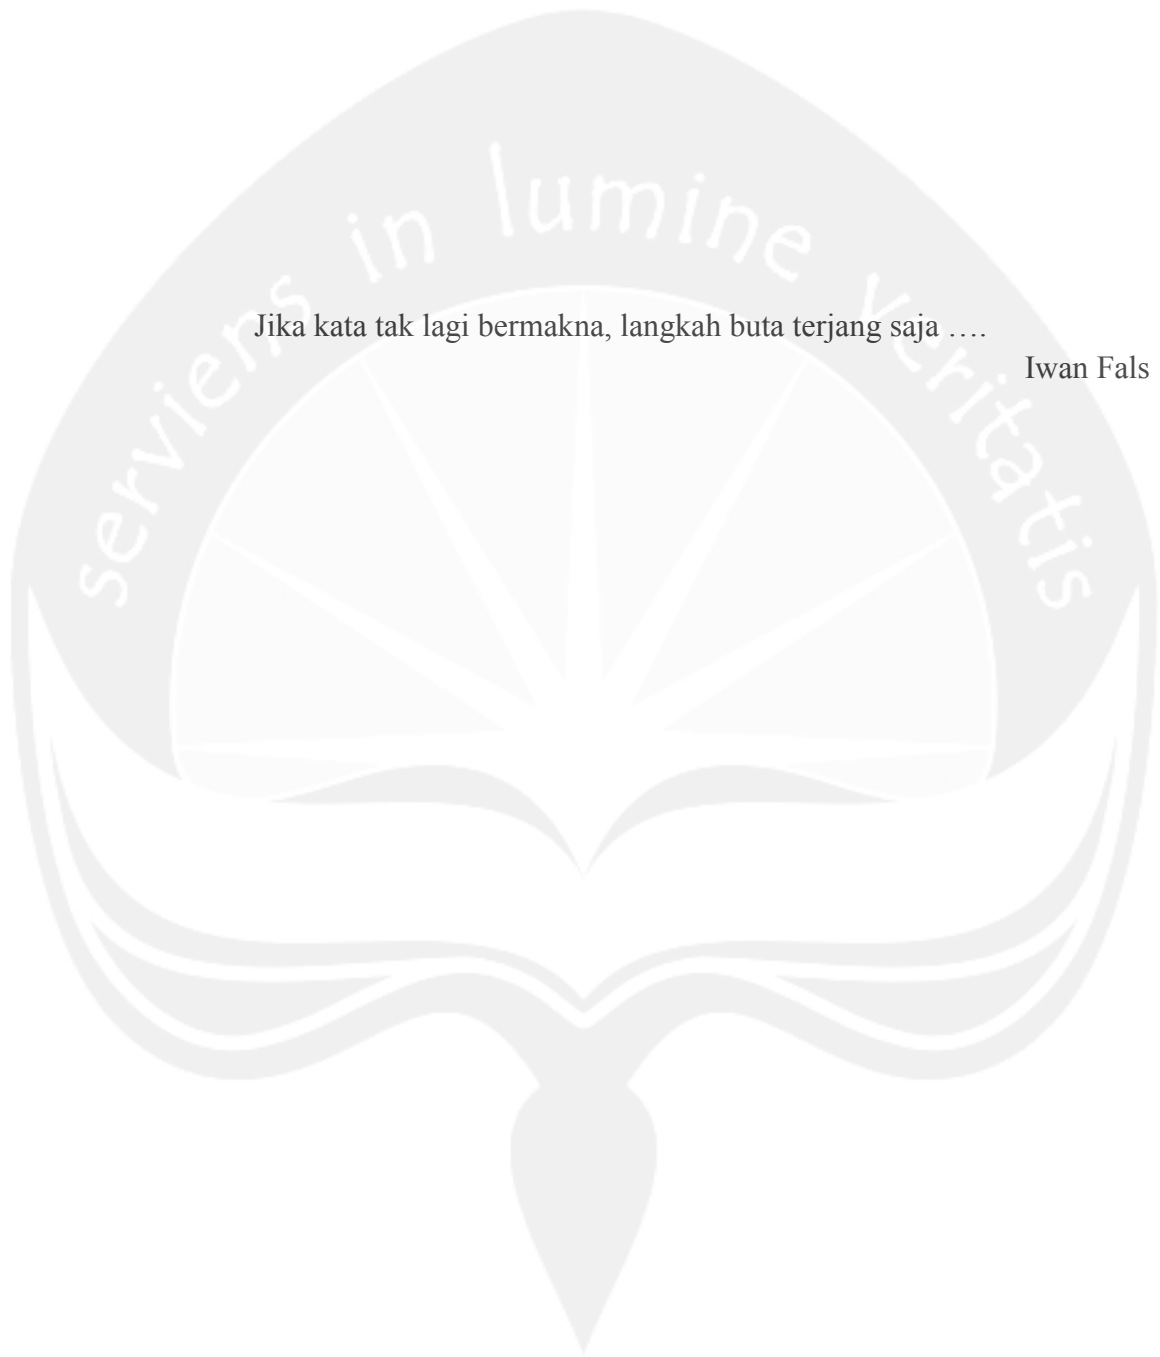 serviens in lumine veritatis
Jika kata tak lagi bermakna, langkah buta terjang saja ….
Iwan Fals